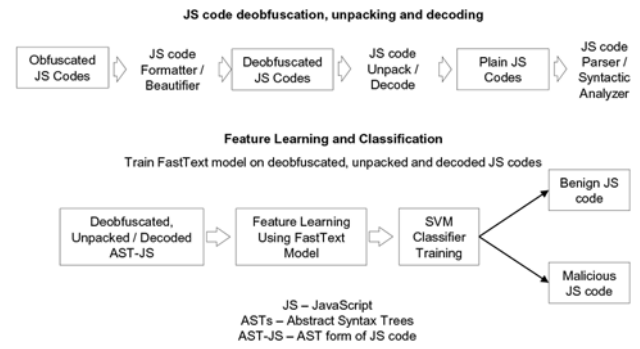 JS code deobfuscation, unpacking and decoding
Obfuscated
JS Codes
JS code
Formatter /
Beautifier
Deobfuscated
JS Codes
JS code
Unpack /
Decode
Plain JS
Codes
JS code
Parser /
Syntactic
Analyzer
Feature Learning and Classification
Train FastText model on deobfuscated, unpacked and decoded JS codes
Deobfuscated,
Unpacked / Decoded
AST-JS
Feature Learning
Using FastText
Model
SVM
Classifier
Training
Benign JS
code
Malicious
JS code
JS – JavaScript
ASTs – Abstract Syntax Trees
AST-JS – AST form of JS code